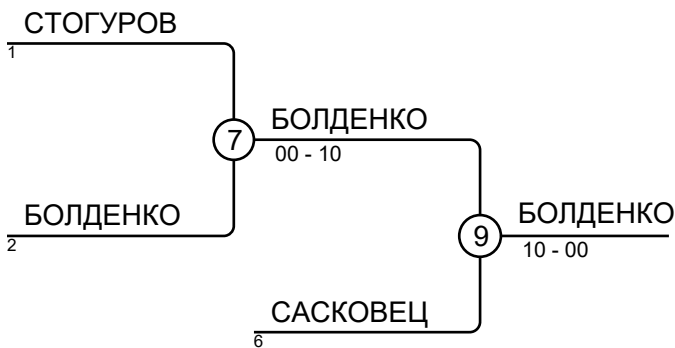 СТОГУРОВ
1
7
БОЛДЕНКО
00 - 10
БОЛДЕНКО
2
9
БОЛДЕНКО
10 - 00
САСКОВЕЦ
6